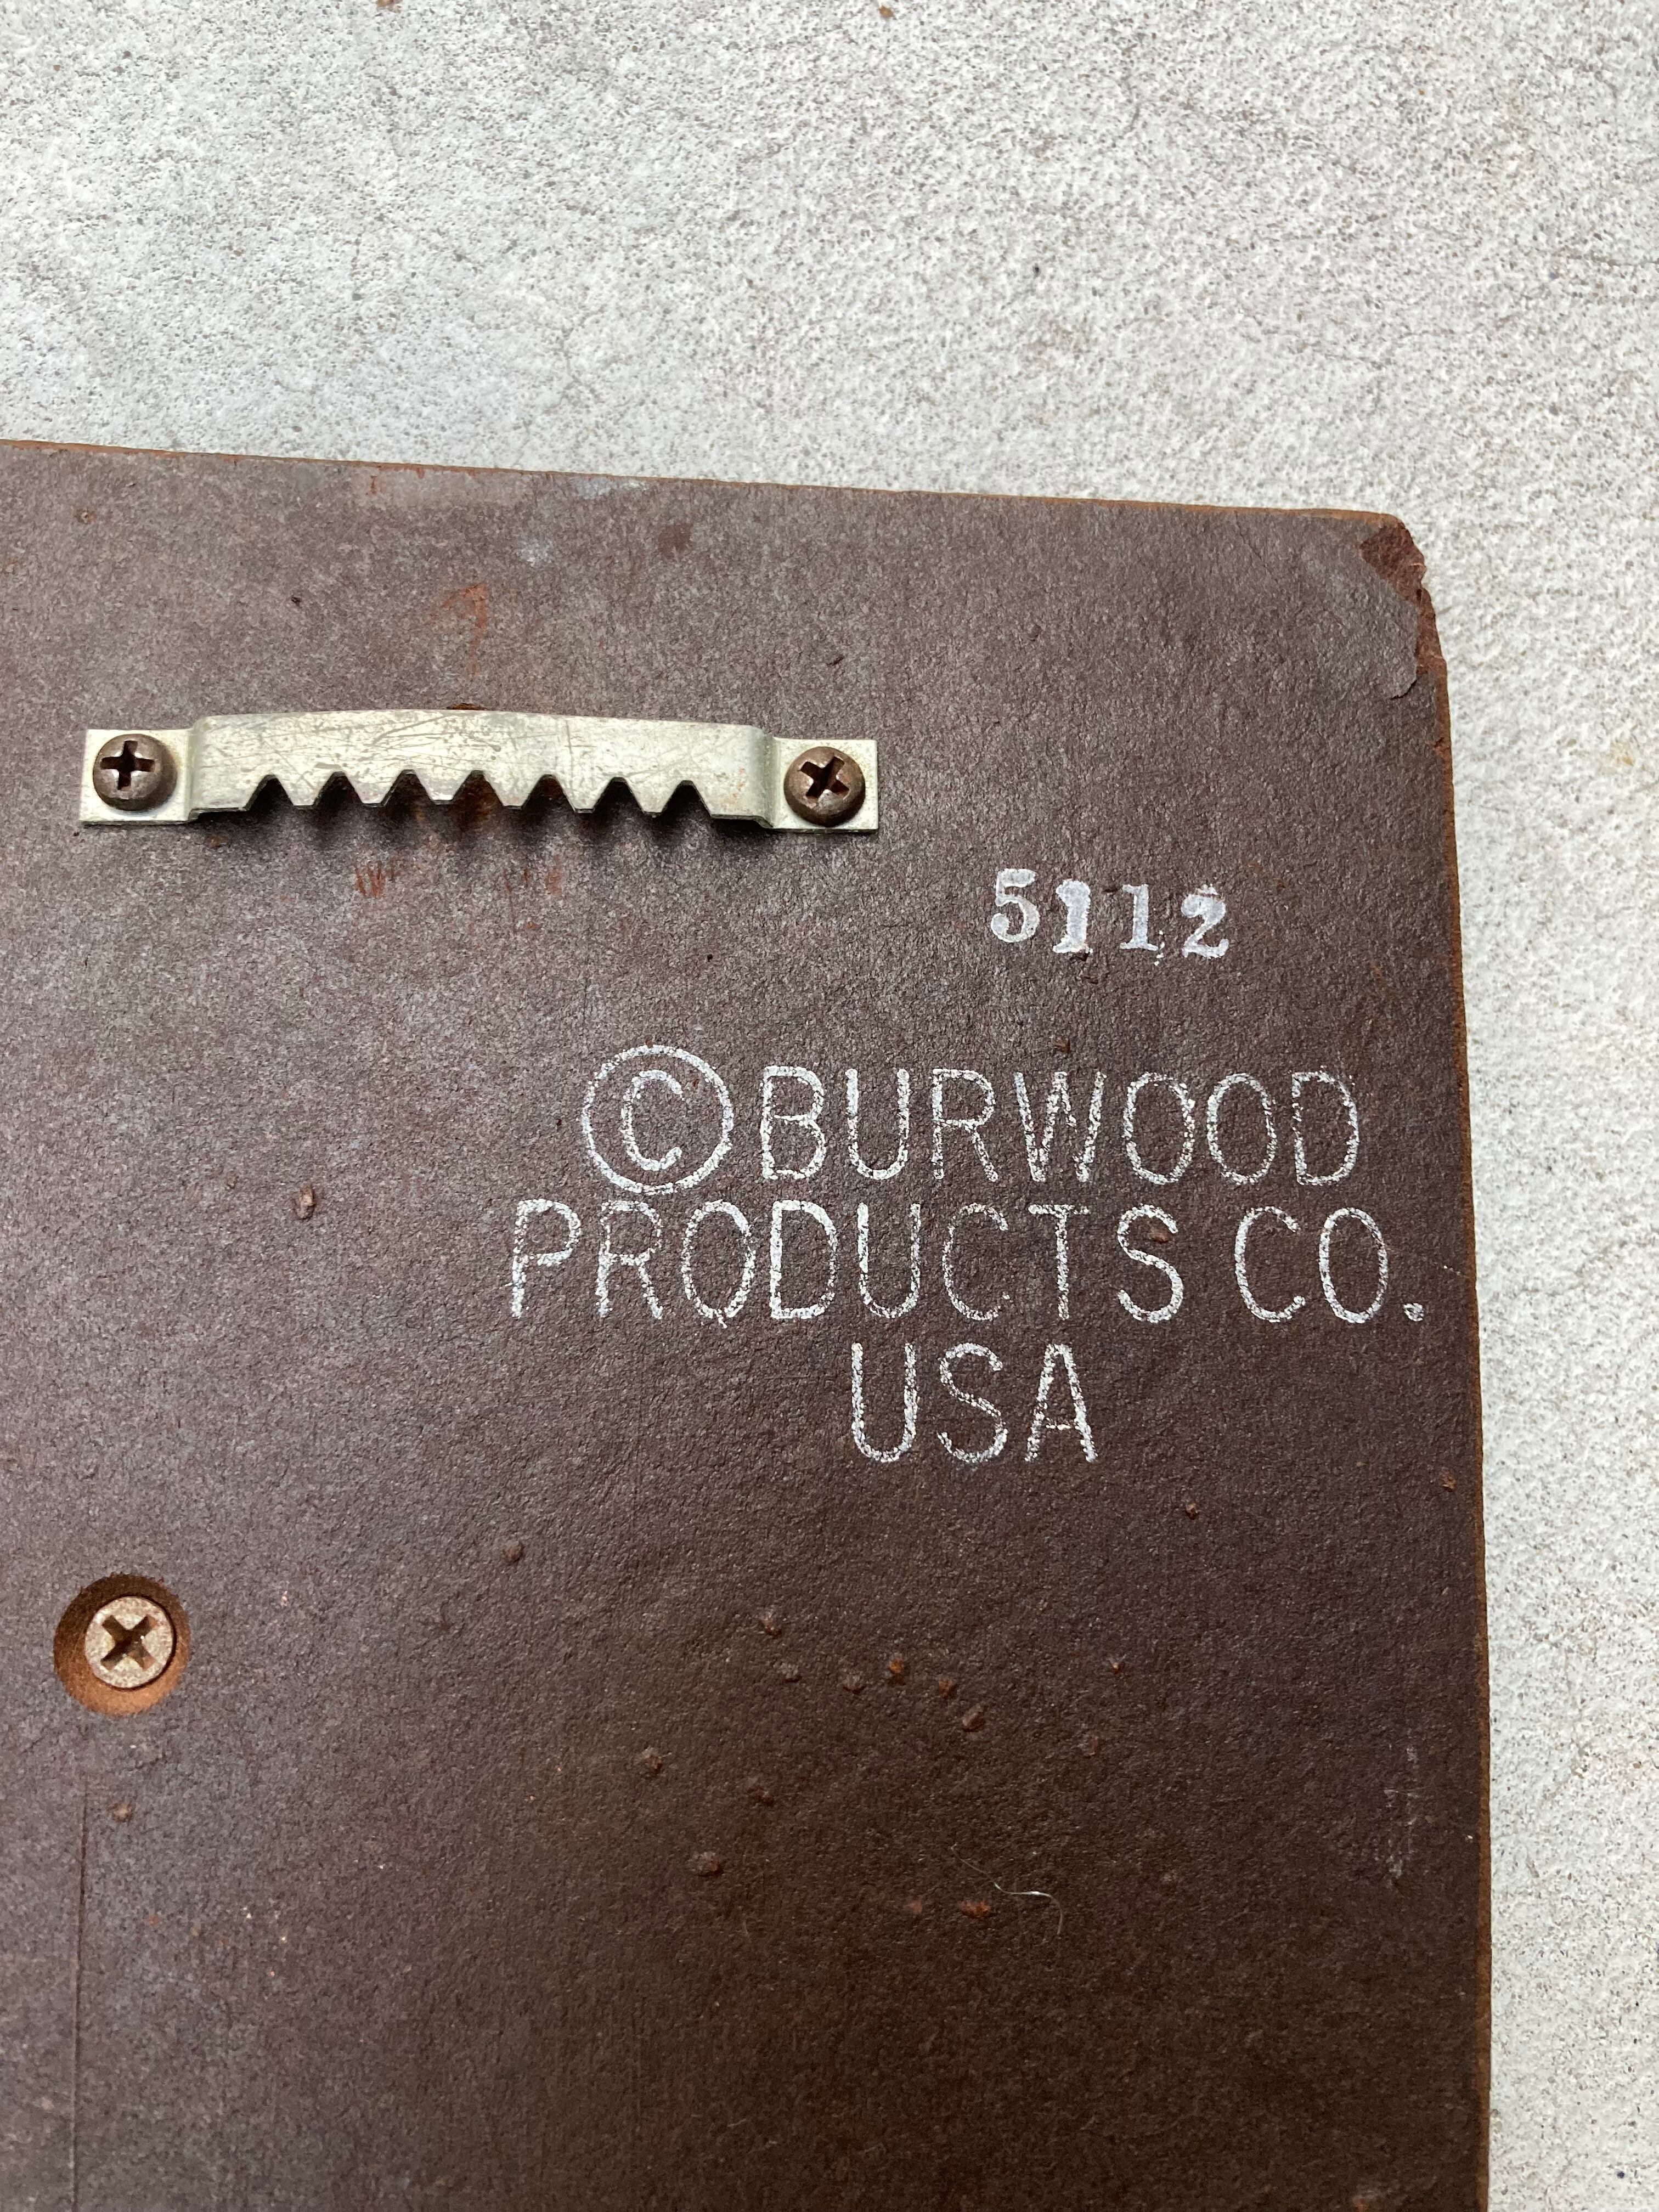 5112
©BURWOOD
PRODUCTS CO.
USA